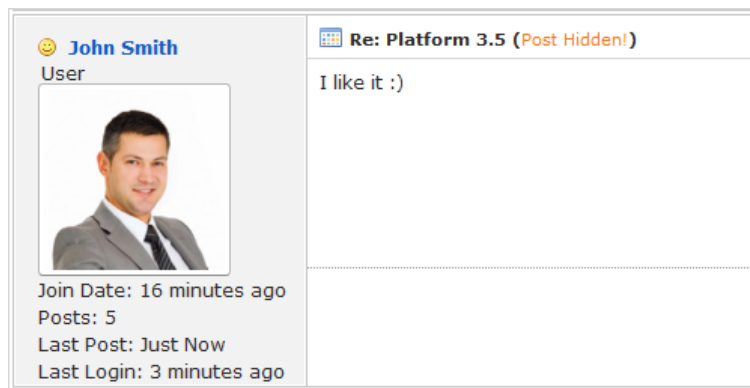 John Smith
User
Join Date: 16 minutes ago
Posts: 5
Last Post: Just Now
Last Login: 3 minutes ago
Re: Platform 3.5 (Post Hidden!)
I like it :)